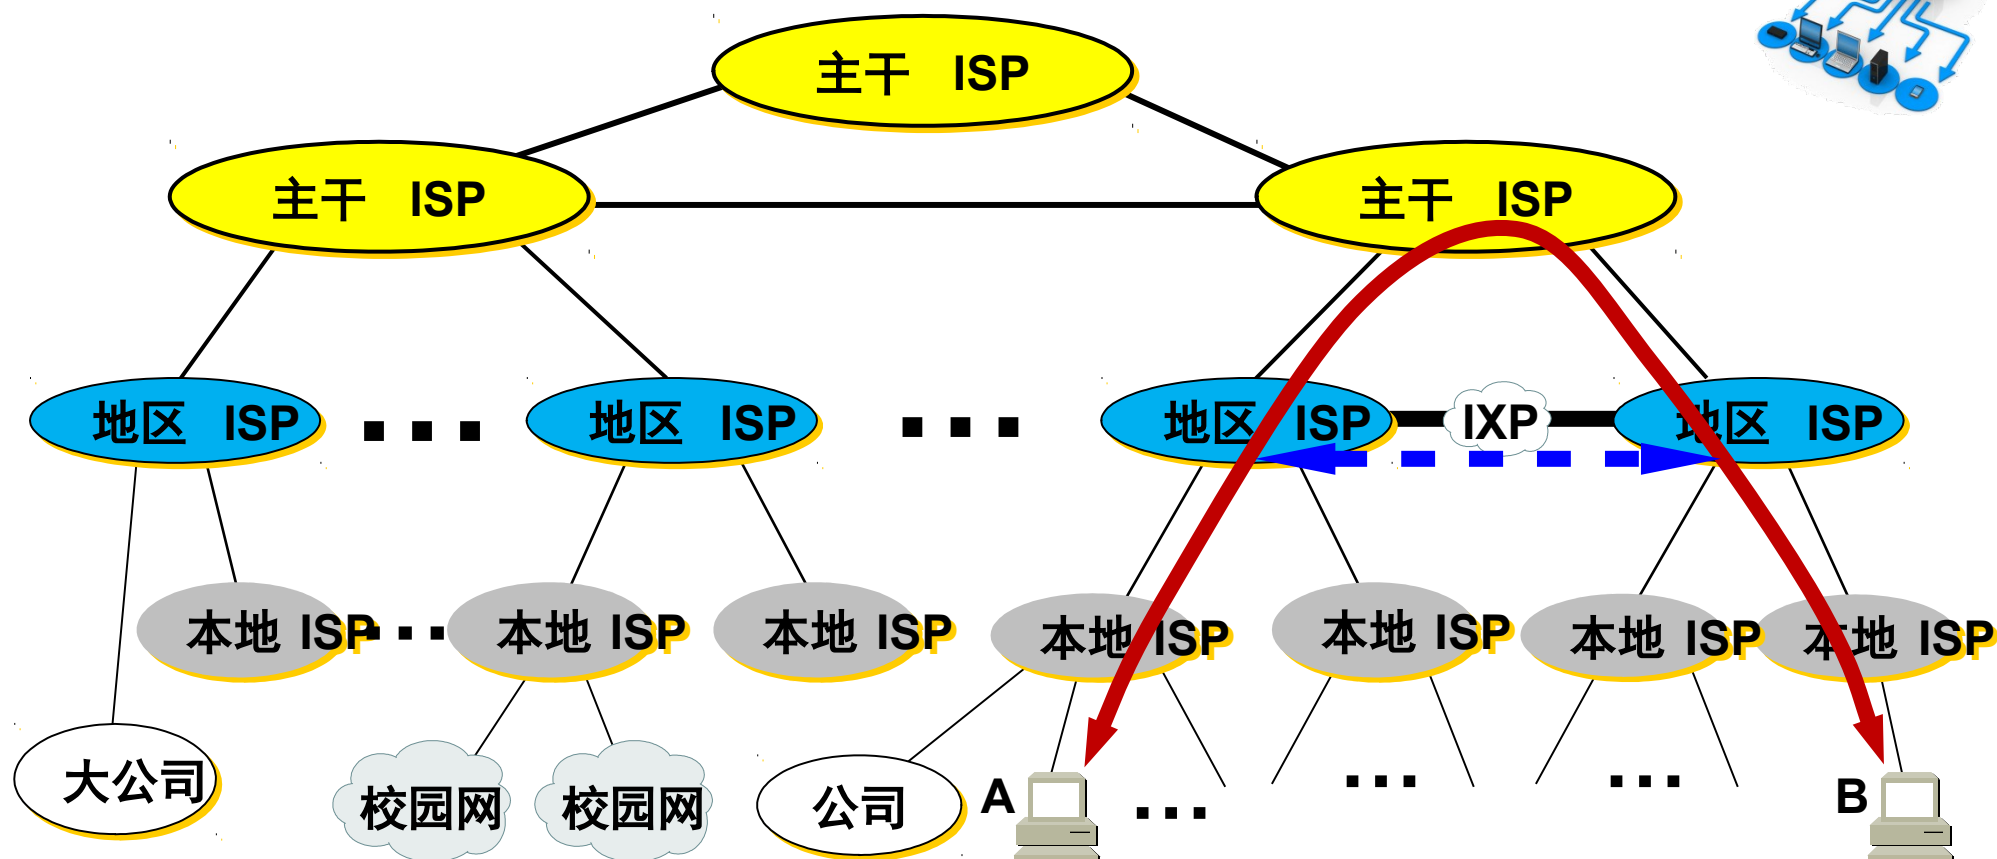 主干 ISP
主干 ISP
主干 ISP
地区 ISP
...
地区 ISP
...
地区 ISP
IXP
地区 ISP
本地 ISP
...
本地 ISP
本地 ISP
本地 ISP
本地 ISP
本地 ISP
本地 ISP
大公司
校园网
校园网
公司
A
...
...
...
B